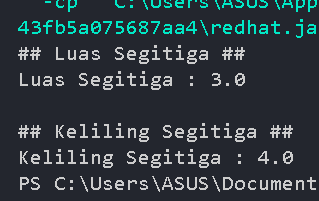 -cp "C:\Users\ASUS\App
43fb5a075687aa4\redhat.ja
## Luas Segitiga ##
Luas Segitiga : 3.0
## Keliling Segitiga ##
Keliling Segitiga : 4.0
PS C:\Users\ASUS\Document